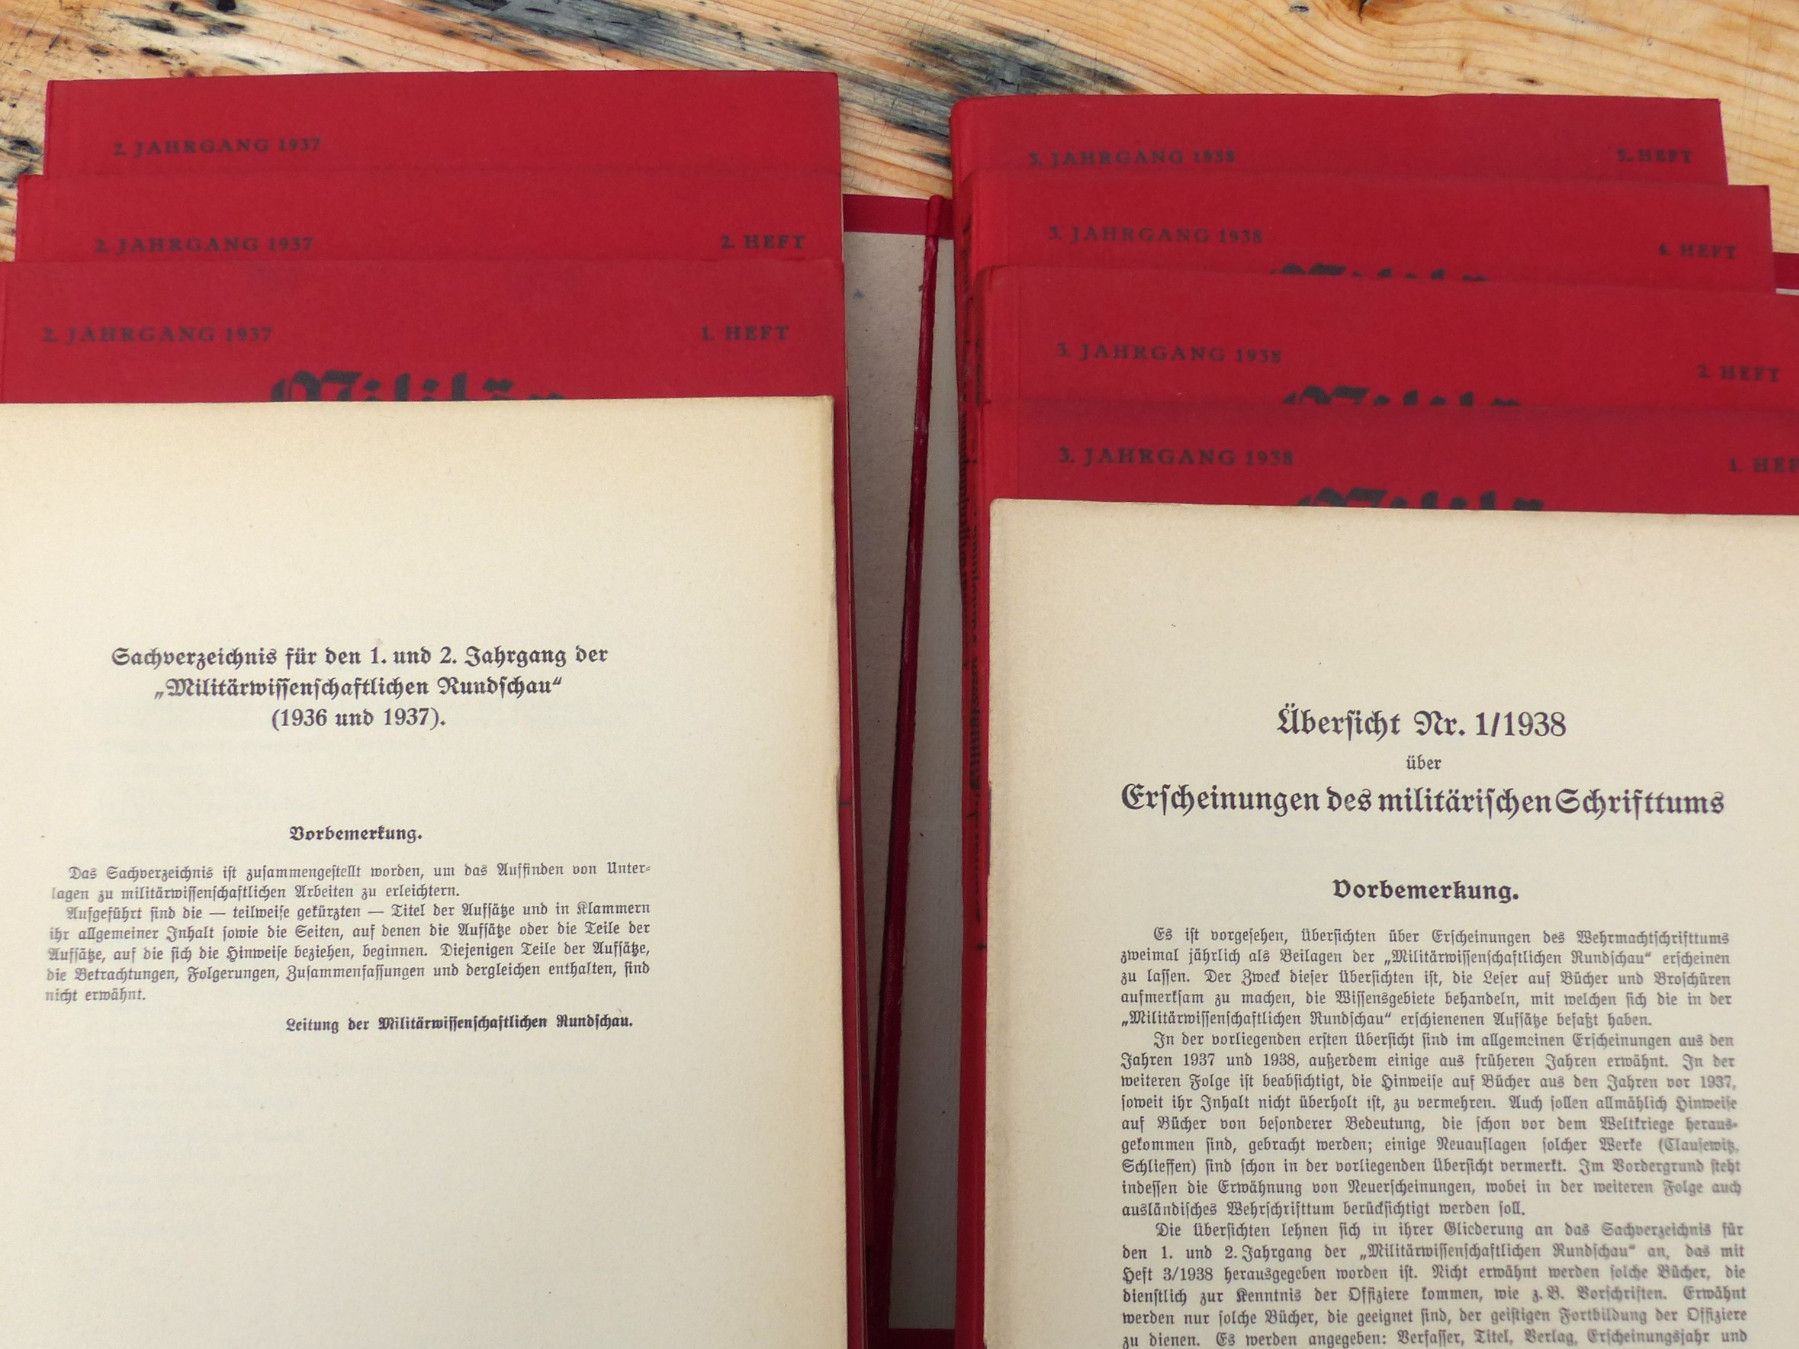 2. JAHRGANG 1937
2. JAHRGANG 1937 2. HEFT
2. JAHRGANG 1937 1. HEFT
Militär
Sachverzeichnis für den 1. und 2. Jahrgang der
„Militärwissenschaftlichen Rundschau“
(1936 und 1937).
Vorbemerkung.
Das Sachverzeichnis ist zusammengestellt worden, um das Auffinden von Unter-
lagen zu militärwissenschaftlichen Arbeiten zu erleichtern.
Aufgeführt sind die — teilweise gekürzten — Titel der Aufsätze und in Klammern
ihr allgemeiner Inhalt sowie die Seiten, auf denen die Aufsätze oder die Teile der
Aufsätze, auf die sich die Hinweise beziehen, beginnen. Diejenigen Teile der Aufsätze,
die Betrachtungen, Folgerungen, Zusammenfassungen und dergleichen enthalten, sind
nicht erwähnt.
Leitung der Militärwissenschaftlichen Rundschau.
3. JAHRGANG 1938 5. HEFT
3. JAHRGANG 1938 4. HEFT
Militär
3. JAHRGANG 1938 2. HEFT
Militär
3. JAHRGANG 1938 1. HEF
Militär
Übersicht Nr. 1/1938
über
Erscheinungen des militärischen Schrifttums
Vorbemerkung.
Es ist vorgesehen, Übersichten über Erscheinungen des Wehrmachtschrifttums
zweimal jährlich als Beilagen der „Militärwissenschaftlichen Rundschau“ erscheinen
zu lassen. Der Zweck dieser Übersichten ist, die Leser auf Bücher und Broschüren
aufmerksam zu machen, die Wissensgebiete behandeln, mit welchen sich die in der
„Militärwissenschaftlichen Rundschau“ erschienenen Aufsätze befaßt haben.
In der vorliegenden ersten Übersicht sind im allgemeinen Erscheinungen aus den
Jahren 1937 und 1938, außerdem einige aus früheren Jahren erwähnt. In der
weiteren Folge ist beabsichtigt, die Hinweise auf Bücher aus den Jahren vor 1937,
soweit ihr Inhalt nicht überholt ist, zu vermehren. Auch sollen allmählich Hinweise
auf Bücher von besonderer Bedeutung, die schon vor dem Weltkriege heraus-
gekommen sind, gebracht werden; einige Neuauflagen solcher Werke (Clausewitz,
Schlieffen) sind schon in der vorliegenden Übersicht vermerkt. Im Vordergrund steht
indessen die Erwähnung von Neuerscheinungen, wobei in der weiteren Folge auch
ausländisches Wehrschrifttum berücksichtigt werden soll.
Die Übersichten lehnen sich in ihrer Gliederung an das Sachverzeichnis für
den 1. und 2. Jahrgang der „Militärwissenschaftlichen Rundschau“ an, das mit
Heft 3/1938 herausgegeben worden ist. Nicht erwähnt werden solche Bücher, die
dienstlich zur Kenntnis der Offiziere kommen, wie z. B. Vorschriften. Erwähnt
werden nur solche Bücher, die geeignet sind, der geistigen Fortbildung der Offiziere
zu dienen. Es werden angegeben: Verfasser, Titel, Verlag, Erscheinungsjahr und